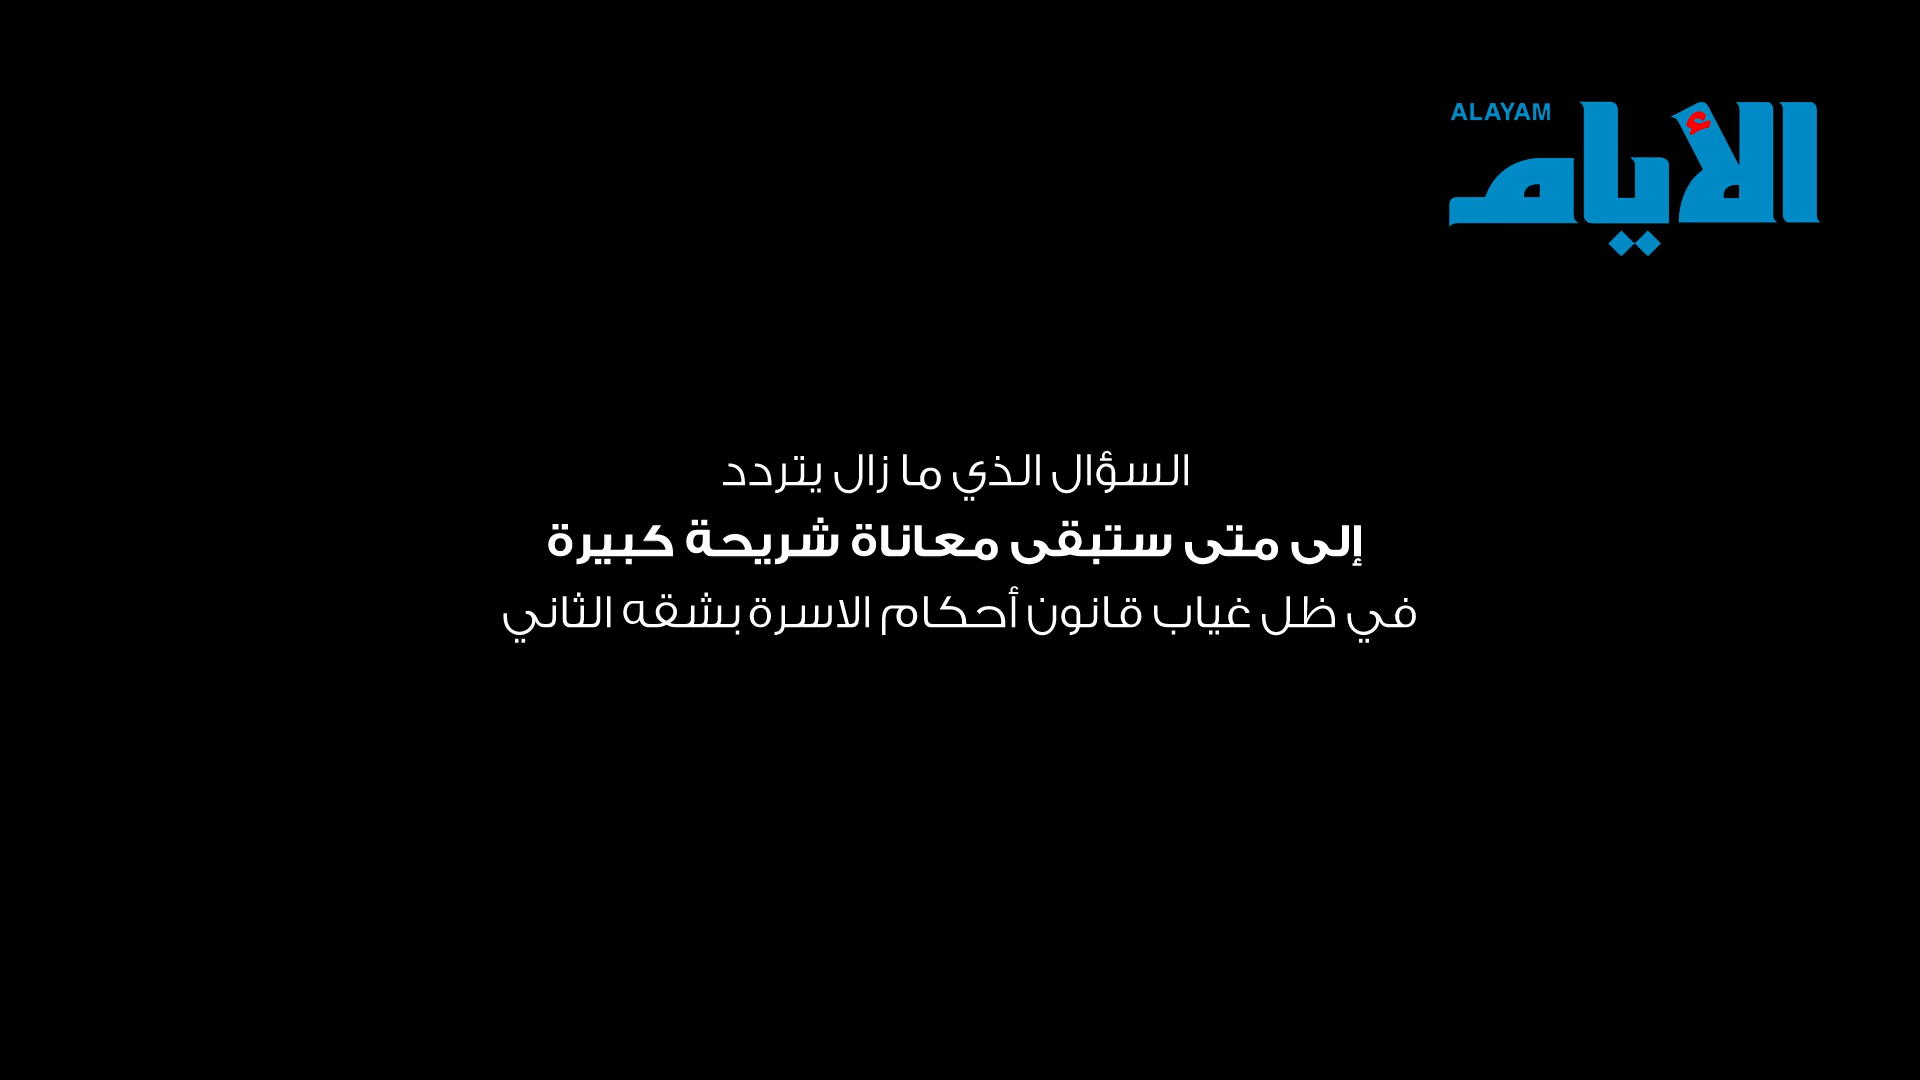 ALAYAM
الأيام
السؤال الذي ما زال يتردد
إلى متى ستبقى معاناة شريحة كبيرة
في ظل غياب قانون أحكام الاسرة بشقه الثاني